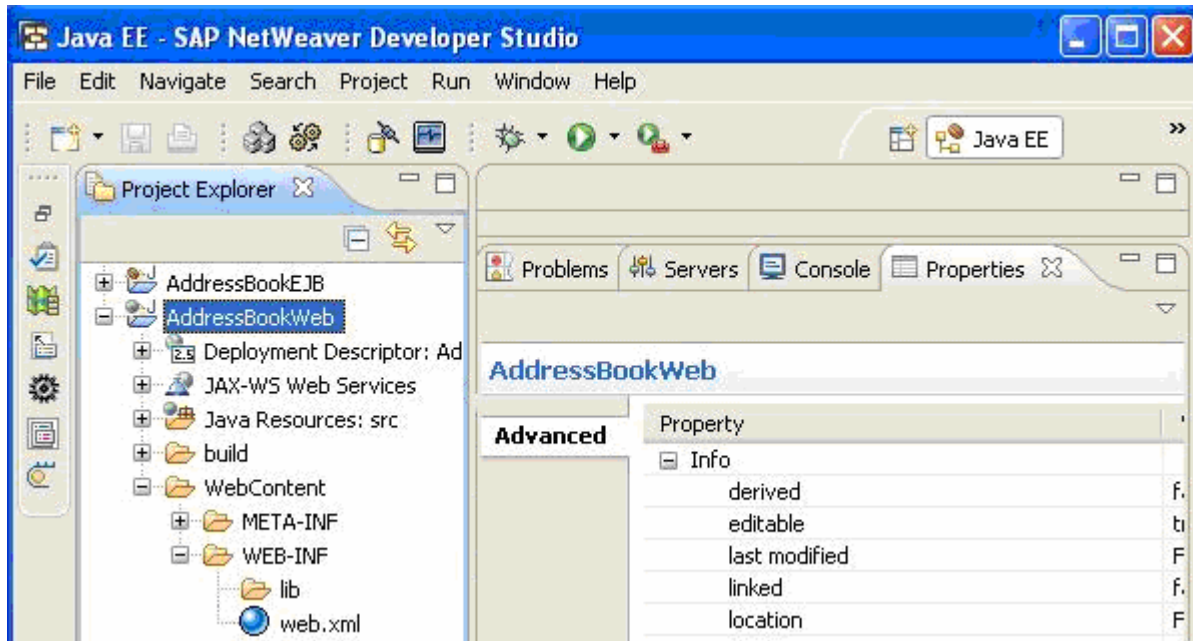 Java EE - SAP NetWeaver Developer Studio
File Edit Navigate Search Project Run Window Help
Java EE
Project Explorer
AddressBookEJB
AddressBookWeb
2.5 Deployment Descriptor: Ad
JAX-WS Web Services
Java Resources: src
build
WebContent
META-INF
WEB-INF
lib
web.xml
Problems Servers Console Properties
AddressBookWeb
Advanced
Property
Info
derived
editable
last modified
linked
location